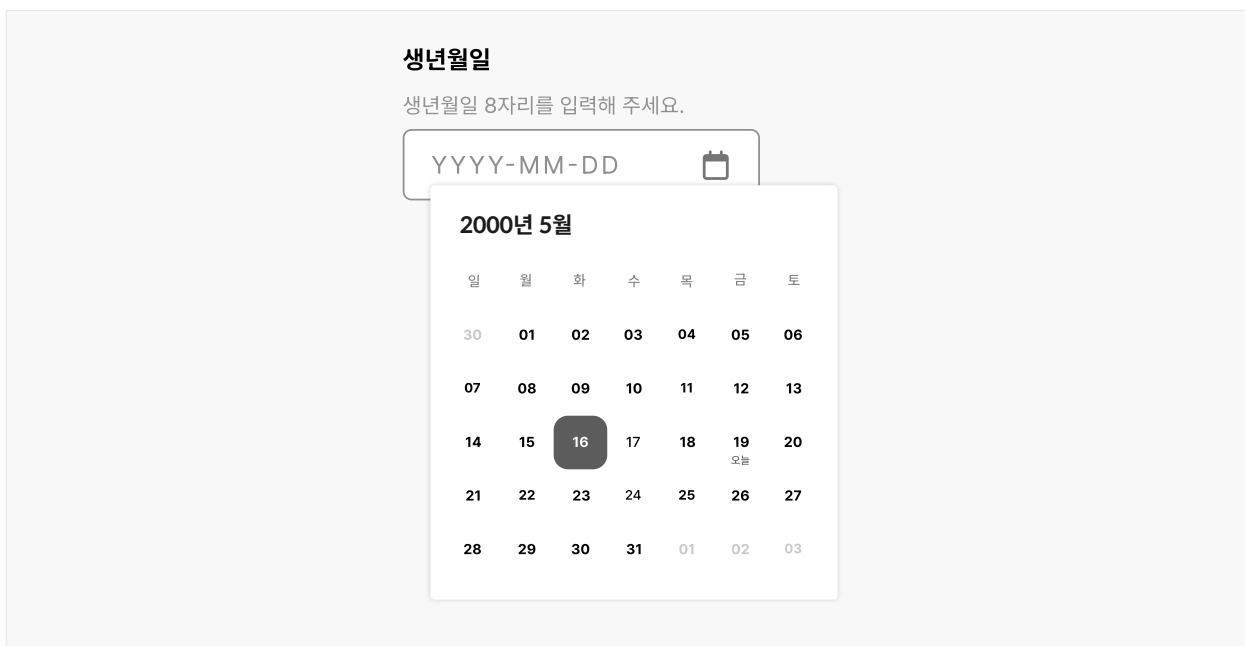 생년월일
생년월일 8자리를 입력해 주세요.
YYYY-MM-DD
2000년 5월
일 월 화 수 목 금 토
30 01 02 03 04 05 06
07 08 09 10 11 12 13
14 15 16 17 18 19 20
오늘
21 22 23 24 25 26 27
28 29 30 31 01 02 03